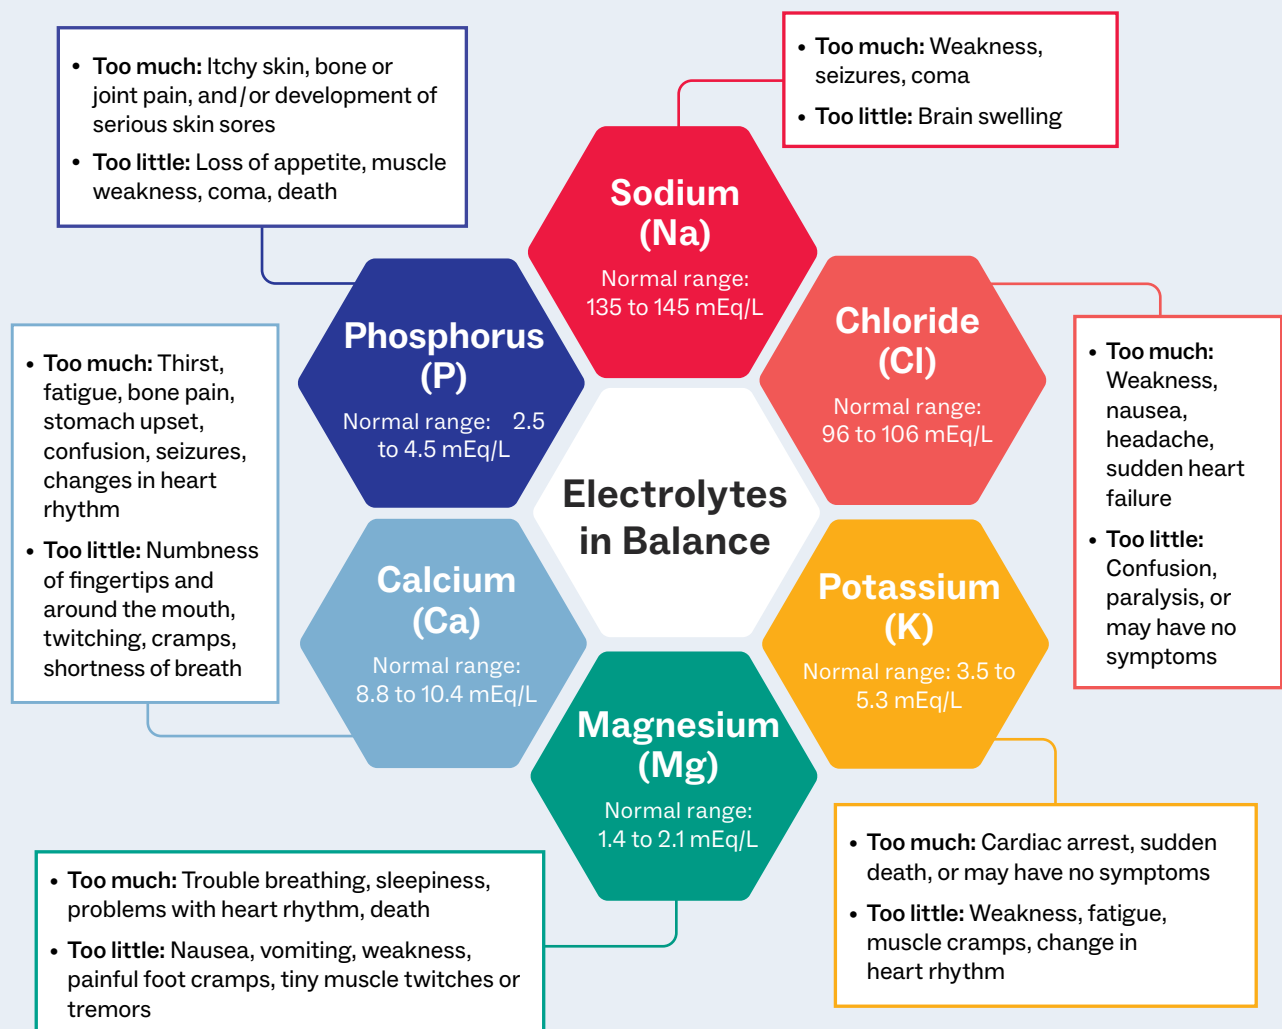 • Too much: Itchy skin, bone or
joint pain, and/or development of
serious skin sores
• Too little: Loss of appetite, muscle
weakness, coma, death
• Too much: Weakness,
seizures, coma
• Too little: Brain swelling
Sodium
(Na)
Normal range:
135 to 145 mEq/L
Phosphorus
(P)
Normal range: 2.5
to 4.5 mEq/L
Chloride
(Cl)
Normal range:
96 to 106 mEq/L
• Too much: Thirst,
fatigue, bone pain,
stomach upset,
confusion, seizures,
changes in heart
rhythm
• Too little: Numbness
of fingertips and
around the mouth,
twitching, cramps,
shortness of breath
• Too much:
Weakness,
nausea,
headache,
sudden heart
failure
• Too little:
Confusion,
paralysis, or
may have no
symptoms
Electrolytes
in Balance
Calcium
(Ca)
Normal range:
8.8 to 10.4 mEq/L
Potassium
(K)
Normal range: 3.5 to
5.3 mEq/L
Magnesium
(Mg)
Normal range:
1.4 to 2.1 mEq/L
• Too much: Trouble breathing, sleepiness,
problems with heart rhythm, death
• Too little: Nausea, vomiting, weakness,
painful foot cramps, tiny muscle twitches or
tremors
• Too much: Cardiac arrest, sudden
death, or may have no symptoms
• Too little: Weakness, fatigue,
muscle cramps, change in
heart rhythm